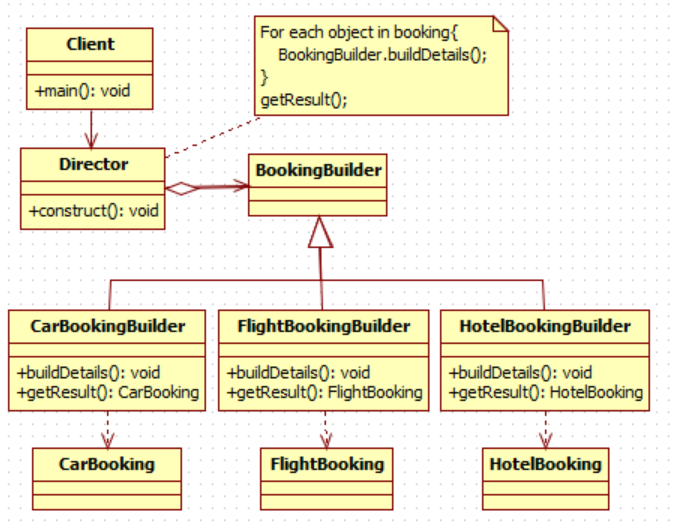 Client
+main(): void
For each object in booking{
BookingBuilder.buildDetails();
}
getResult();
Director
+construct(): void
BookingBuilder
CarBookingBuilder
+buildDetails(): void
+getResult(): CarBooking
FlightBookingBuilder
+buildDetails(): void
+getResult(): FlightBooking
HotelBookingBuilder
+buildDetails(): void
+getResult(): HotelBooking
CarBooking
FlightBooking
HotelBooking